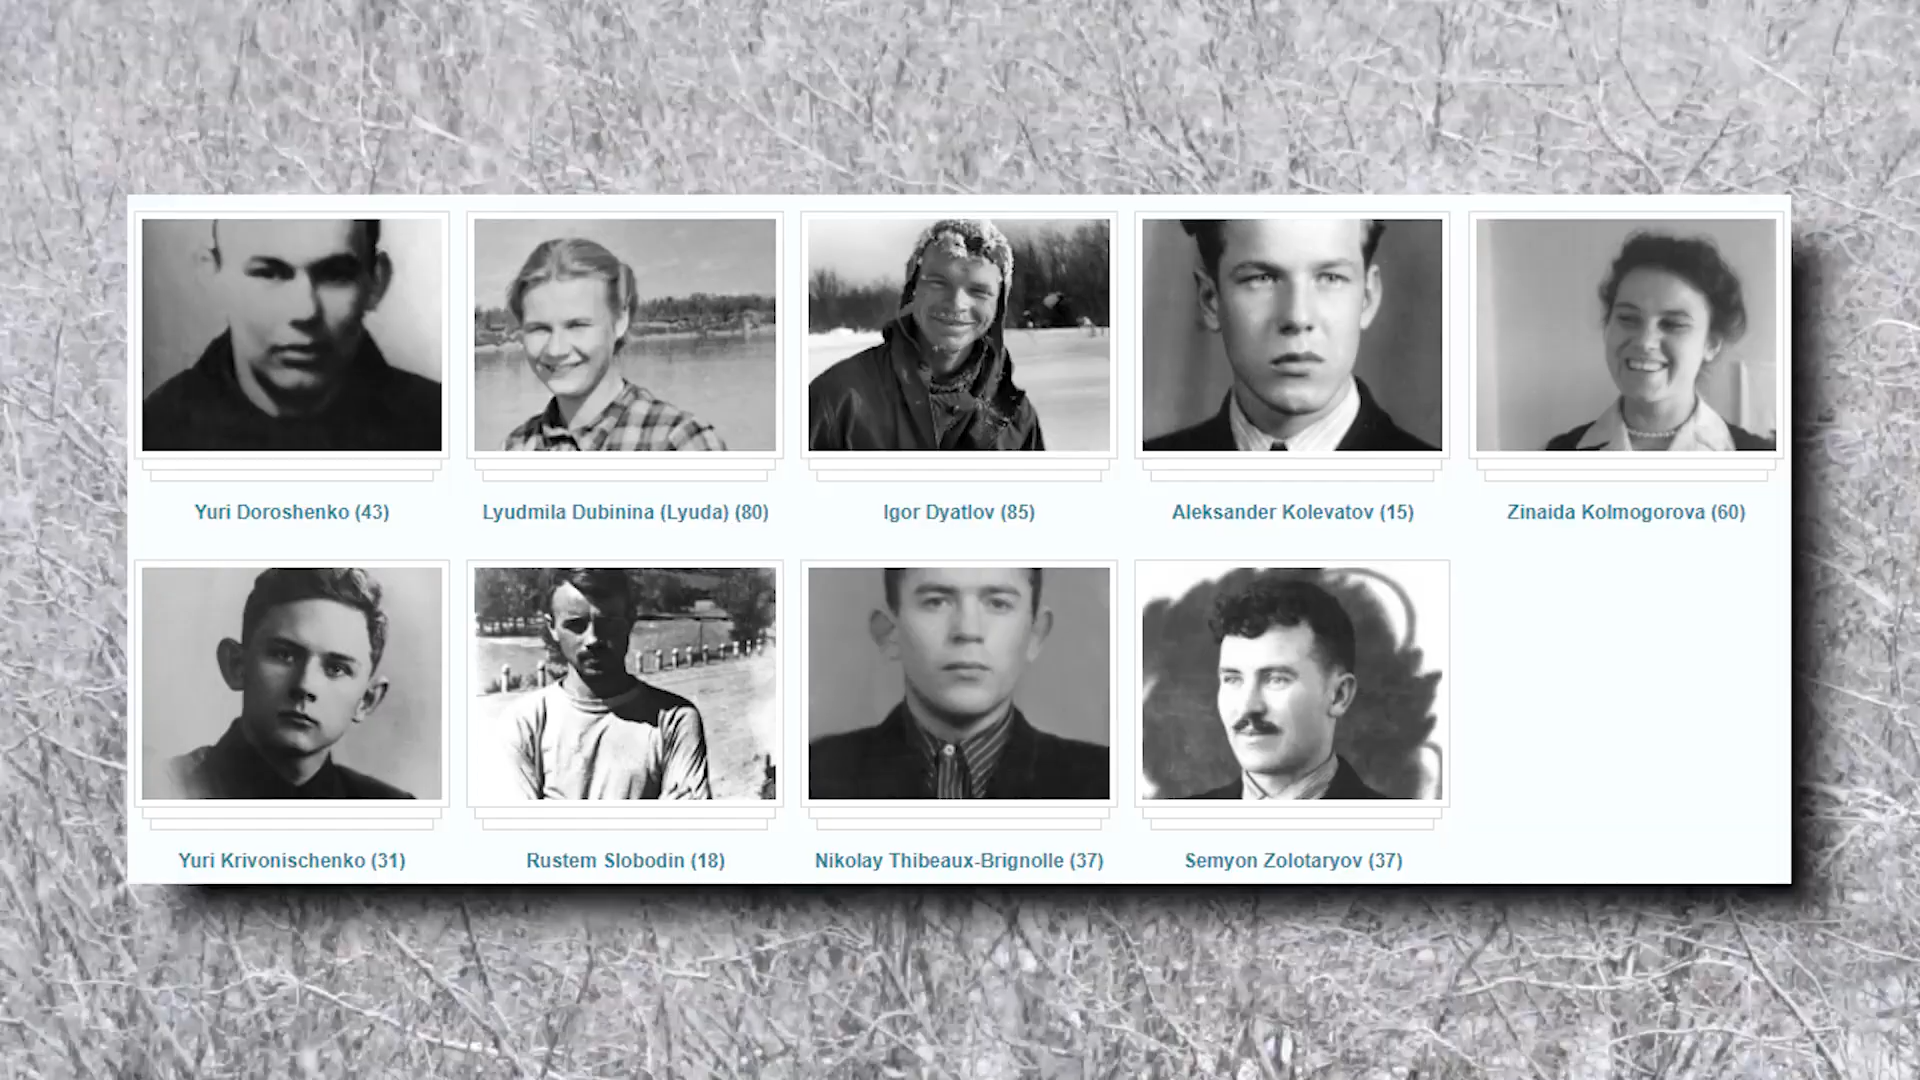 Yuri Doroshenko (43)
Lyudmila Dubinina (Lyuda) (80)
Igor Dyatlov (85)
Aleksander Kolevatov (15)
Zinaida Kolmogorova (60)
Yuri Krivonischenko (31)
Rustem Slobodin (18)
Nikolay Thibeaux-Brignolle (37)
Semyon Zolotaryov (37)